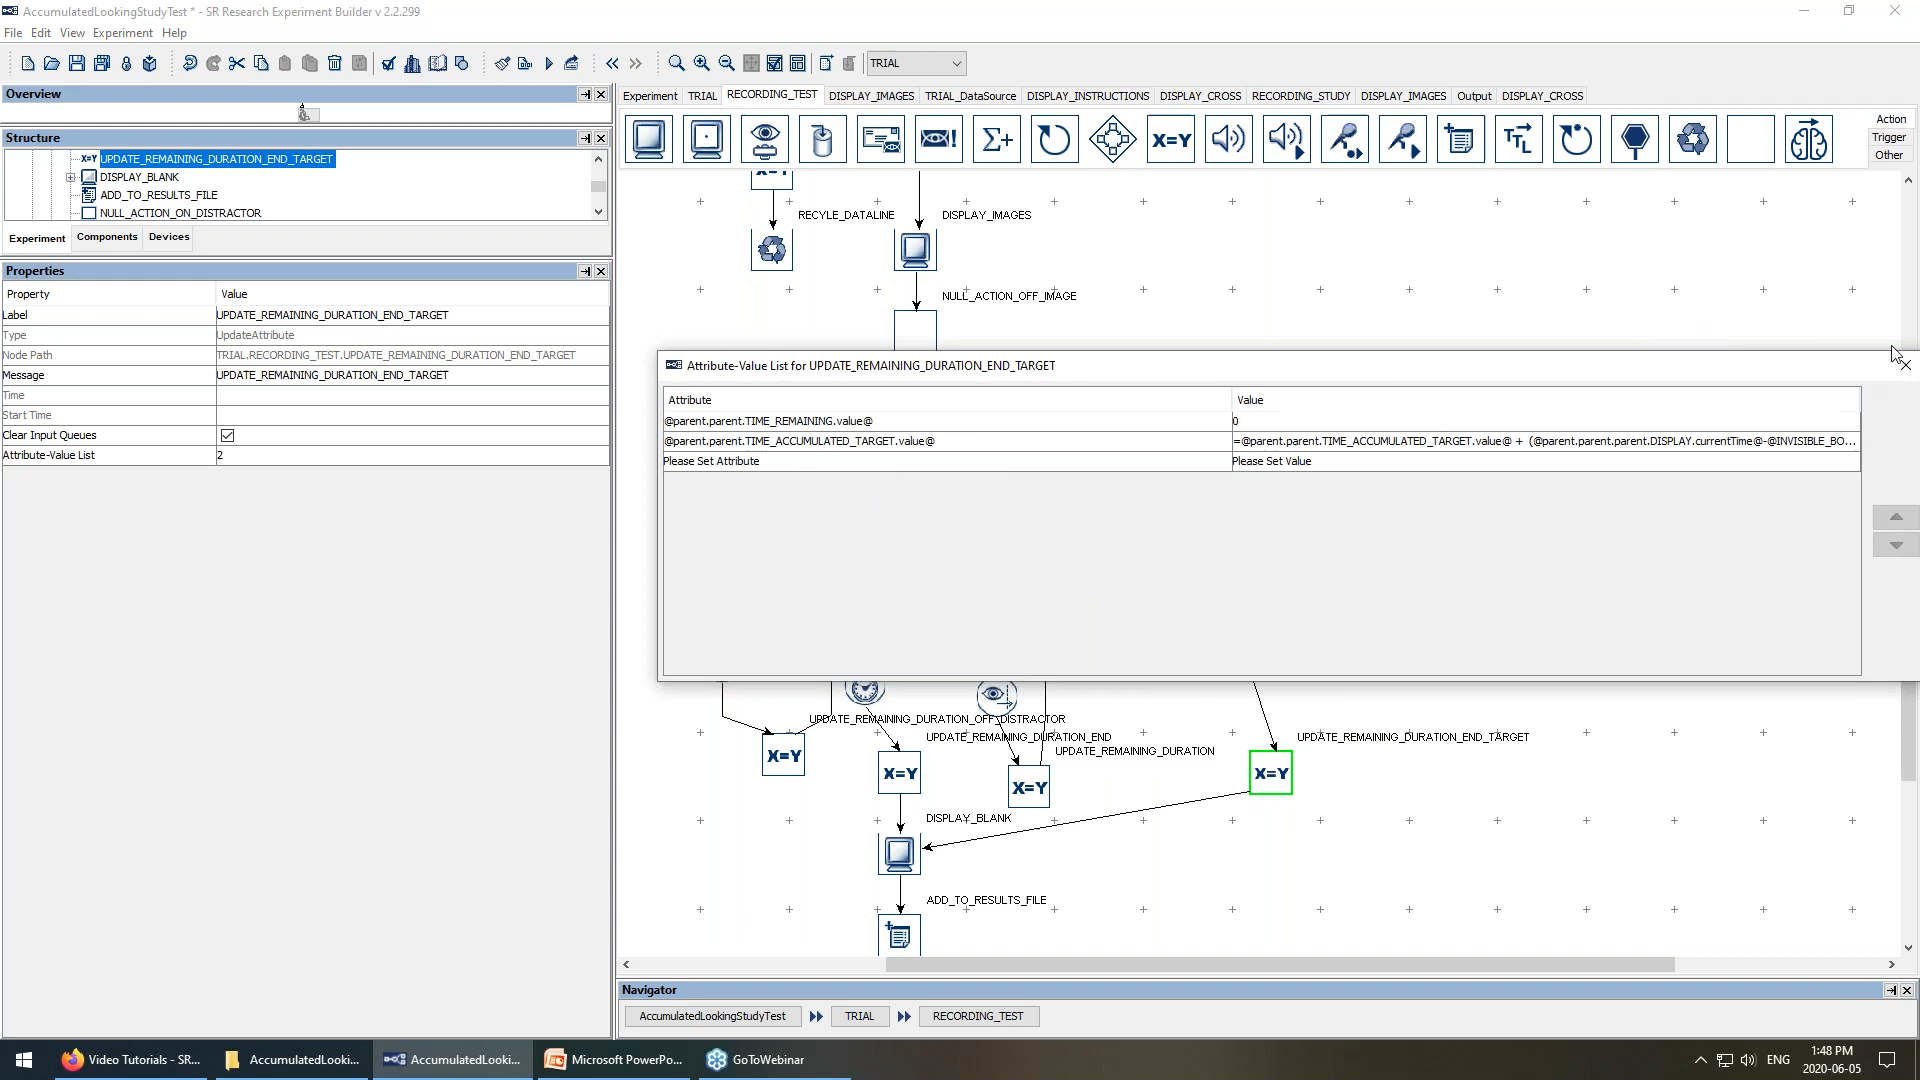 AccumulatedLookingStudyTest * - SR Research Experiment Builder v 2.2.299
File Edit View Experiment Help
TRIAL
Overview
Structure
X=Y UPDATE_REMAINING_DURATION_END_TARGET
DISPLAY_BLANK
ADD_TO_RESULTS_FILE
NULL_ACTION_ON_DISTRACTOR
Experiment Components Devices
Properties
Property Value
Label UPDATE_REMAINING_DURATION_END_TARGET
Type UpdateAttribute
Node Path TRIAL.RECORDING_TEST.UPDATE_REMAINING_DURATION_END_TARGET
Message UPDATE_REMAINING_DURATION_END_TARGET
Time
Start Time
Clear Input Queues
Attribute-Value List 2
Experiment TRIAL RECORDING_TEST DISPLAY_IMAGES TRIAL_DataSource DISPLAY_INSTRUCTIONS DISPLAY_CROSS RECORDING_STUDY DISPLAY_IMAGES Output DISPLAY_CROSS
X=Y
TTL
Action
Trigger
Other
X=Y
RECYLE_DATALINE DISPLAY_IMAGES
NULL_ACTION_OFF_IMAGE
Attribute-Value List for UPDATE_REMAINING_DURATION_END_TARGET
Attribute Value
@parent.parent.TIME_REMAINING.value@ 0
@parent.parent.TIME_ACCUMULATED_TARGET.value@ =@parent.parent.TIME_ACCUMULATED_TARGET.value@ + (@parent.parent.parent.DISPLAY.currentTime@-@INVISIBLE_BO...
Please Set Attribute Please Set Value
UPDATE_REMAINING_DURATION_OFF_DISTRACTOR
UPDATE_REMAINING_DURATION_END UPDATE_REMAINING_DURATION_END_TARGET
UPDATE_REMAINING_DURATION
X=Y X=Y X=Y X=Y
DISPLAY_BLANK
ADD_TO_RESULTS_FILE
Navigator
AccumulatedLookingStudyTest TRIAL RECORDING_TEST
Video Tutorials - SR... AccumulatedLooki... AccumulatedLooki... Microsoft PowerPo... GoToWebinar
ENG
1:48 PM
2020-06-05